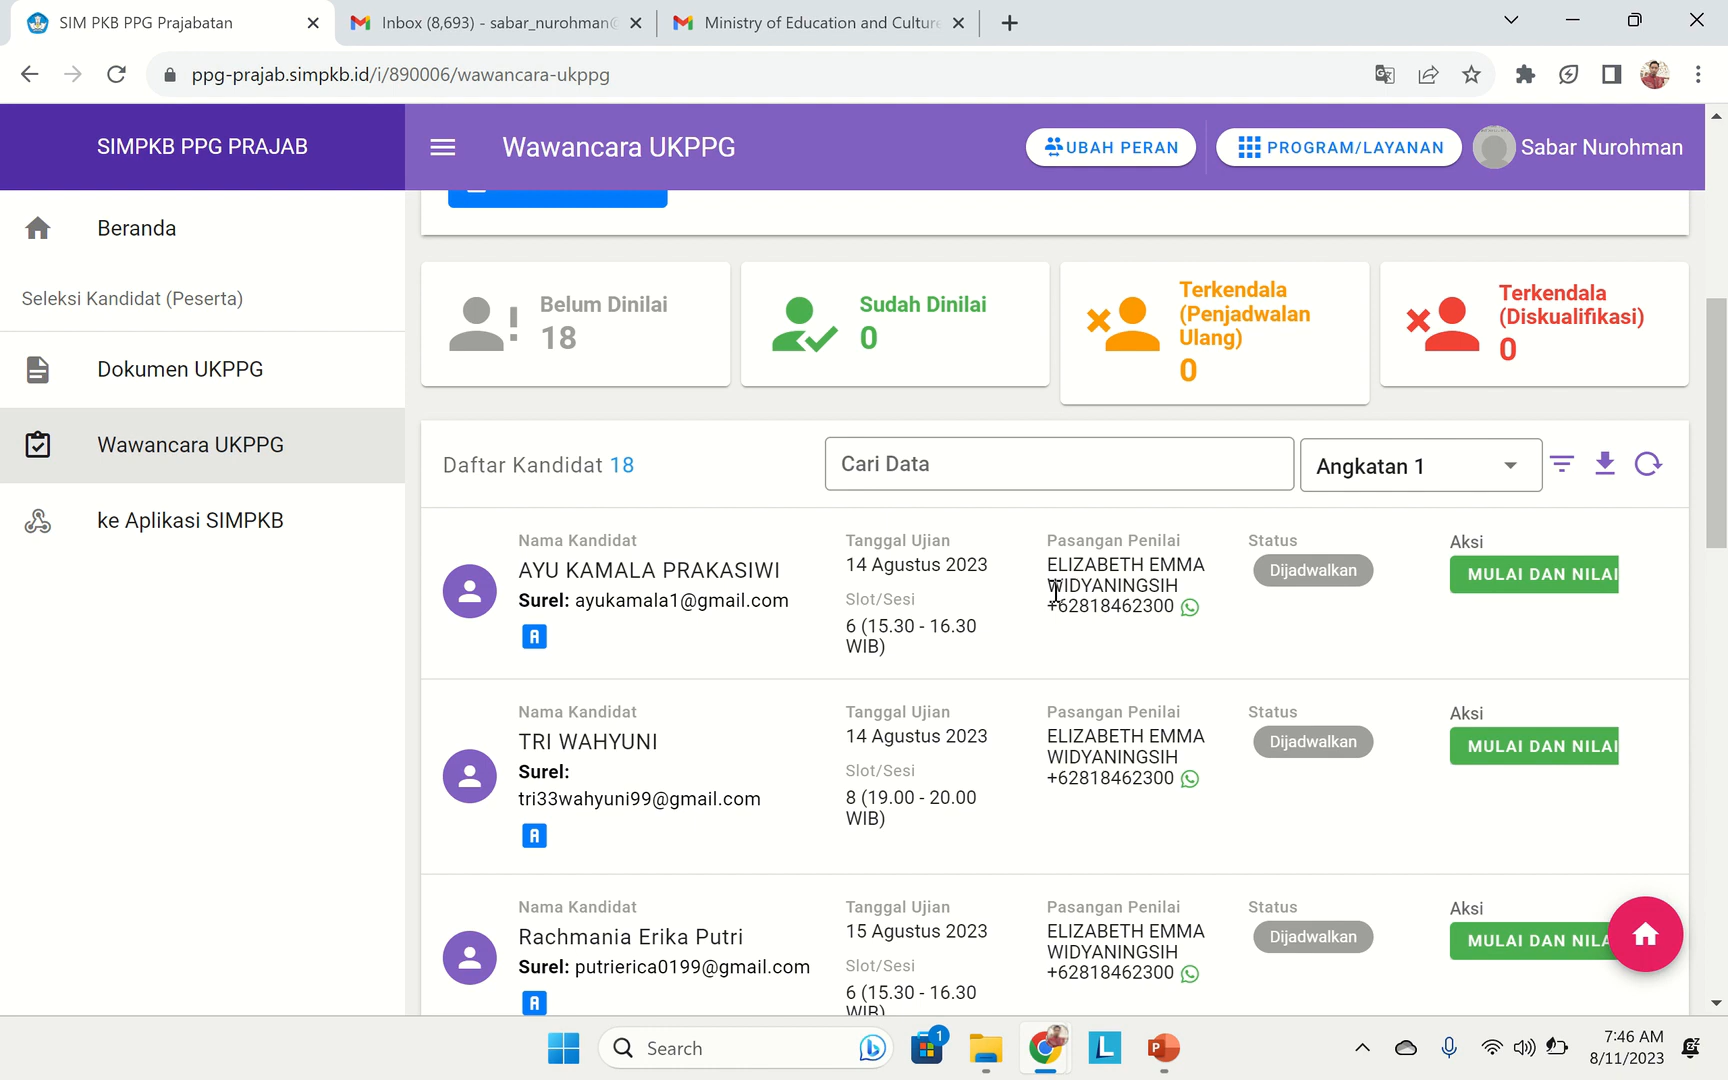 SIM PKB PPG Prajabatan
Inbox (8,693) - sabar_nurohman@
Ministry of Education and Culture
ppg-prajab.simpkb.id/i/890006/wawancara-ukppg
SIMPKB PPG PRAJAB
Wawancara UKPPG
UBAH PERAN
PROGRAM/LAYANAN
Sabar Nurohman
Beranda
Seleksi Kandidat (Peserta)
Dokumen UKPPG
Wawancara UKPPG
ke Aplikasi SIMPKB
Belum Dinilai
18
Sudah Dinilai
0
Terkendala
(Penjadwalan
Ulang)
0
Terkendala
(Diskualifikasi)
0
Daftar Kandidat 18
Cari Data
Angkatan 1
Nama Kandidat
AYU KAMALA PRAKASIWI
Surel: ayukamala1@gmail.com
A
Tanggal Ujian
14 Agustus 2023
Slot/Sesi
6 (15.30 - 16.30
WIB)
Pasangan Penilai
ELIZABETH EMMA
WIDYANINGSIH
+62818462300
Status
Dijadwalkan
Aksi
MULAI DAN NILAI
Nama Kandidat
TRI WAHYUNI
Surel:
tri33wahyuni99@gmail.com
A
Tanggal Ujian
14 Agustus 2023
Slot/Sesi
8 (19.00 - 20.00
WIB)
Pasangan Penilai
ELIZABETH EMMA
WIDYANINGSIH
+62818462300
Status
Dijadwalkan
Aksi
MULAI DAN NILAI
Nama Kandidat
Rachmania Erika Putri
Surel: putrierica0199@gmail.com
A
Tanggal Ujian
15 Agustus 2023
Slot/Sesi
6 (15.30 - 16.30
WIB)
Pasangan Penilai
ELIZABETH EMMA
WIDYANINGSIH
+62818462300
Status
Dijadwalkan
Aksi
MULAI DAN NILA
Search
1
L
P
7:46 AM
8/11/2023